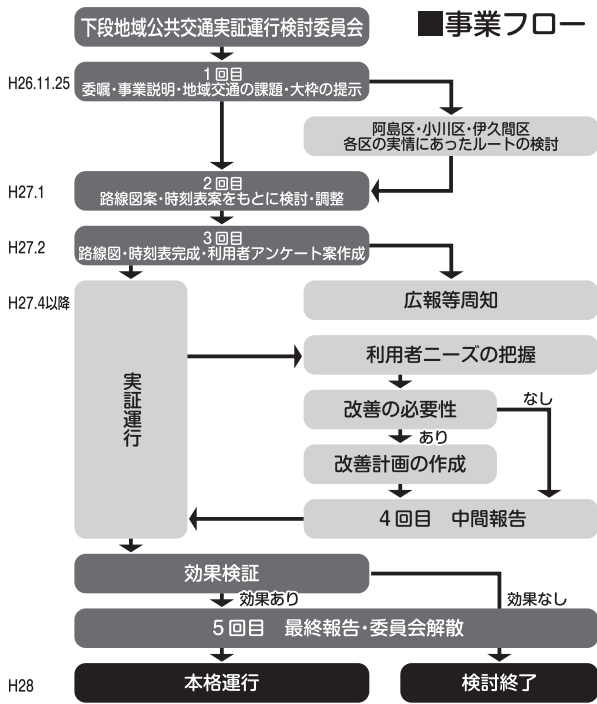 ■事業フロー
下段地域公共交通実証運行検討委員会
H26.11.25
1回目
委嘱・事業説明・地域交通の課題・大枠の提示
阿島区・小川区・伊久間区
各区の実情にあったルートの検討
H27.1
2回目
路線図案・時刻表案をもとに検討・調整
H27.2
3回目
路線図・時刻表完成・利用者アンケート案作成
H27.4以降
広報等周知
実証運行
利用者ニーズの把握
改善の必要性
なし
あり
改善計画の作成
4回目 中間報告
効果検証
効果あり
効果なし
5回目 最終報告・委員会解散
H28
本格運行
検討終了